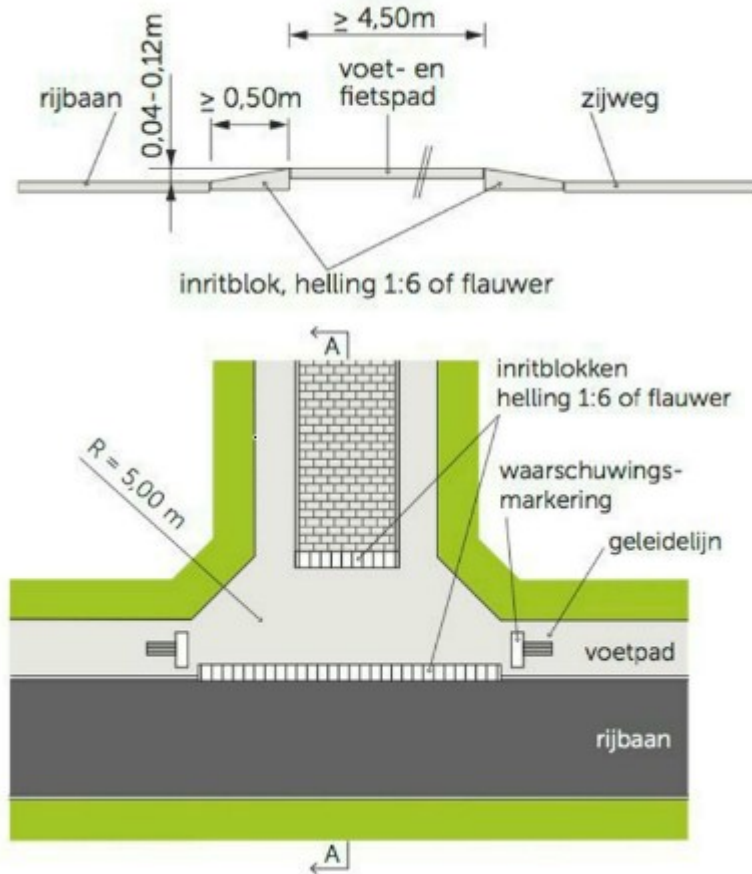 ≥ 4,50m
0,04-0,12m
≥ 0,50m
voet- en
fietspad
rijbaan
zijweg
inritblok, helling 1:6 of flauwer
A
inritblokken
helling 1:6 of flauwer
R = 5,00 m
waarschuwings-
markering
geleidelijn
voetpad
rijbaan
A